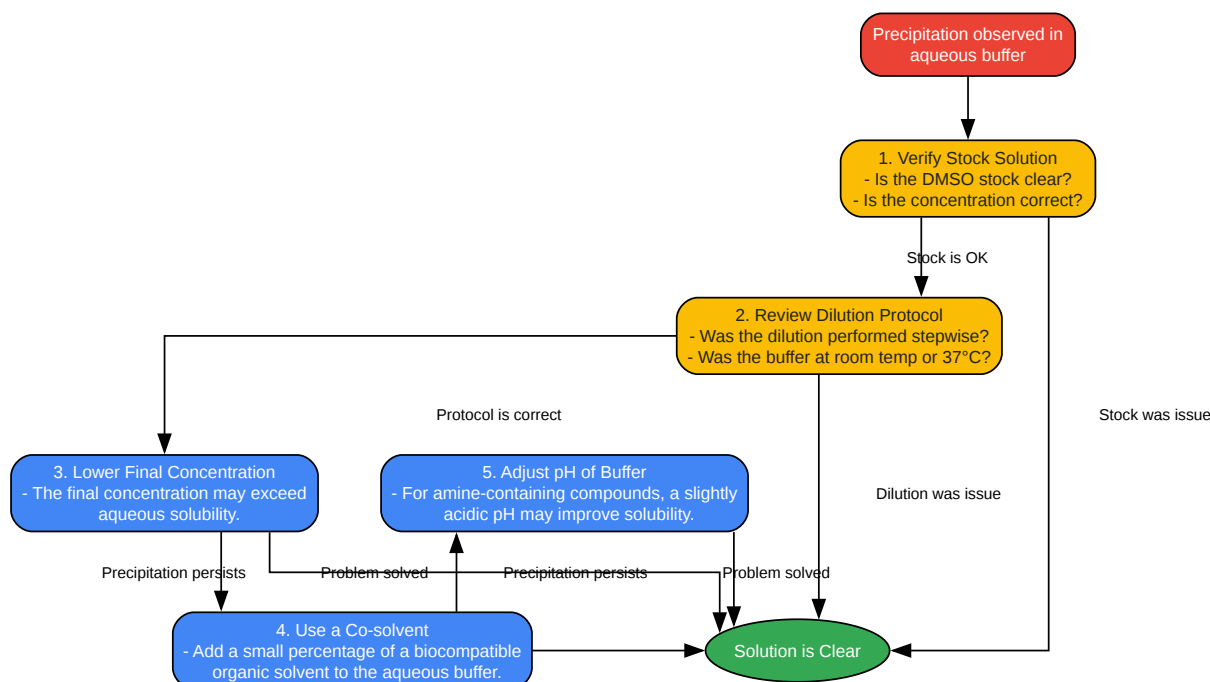 Precipitation observed in
aqueous buffer
1. Verify Stock Solution
- Is the DMSO stock clear?
- Is the concentration correct?
Stock is OK
2. Review Dilution Protocol
- Was the dilution performed stepwise?
- Was the buffer at room temp or 37°C?
Protocol is correct
Stock was issue
3. Lower Final Concentration
- The final concentration may exceed
aqueous solubility.
5. Adjust pH of Buffer
- For amine-containing compounds, a slightly
acidic pH may improve solubility.
Dilution was issue
Precipitation persists
Problem solved
Precipitation persists
Problem solved
4. Use a Co-solvent
- Add a small percentage of a biocompatible
organic solvent to the aqueous buffer.
Solution is Clear